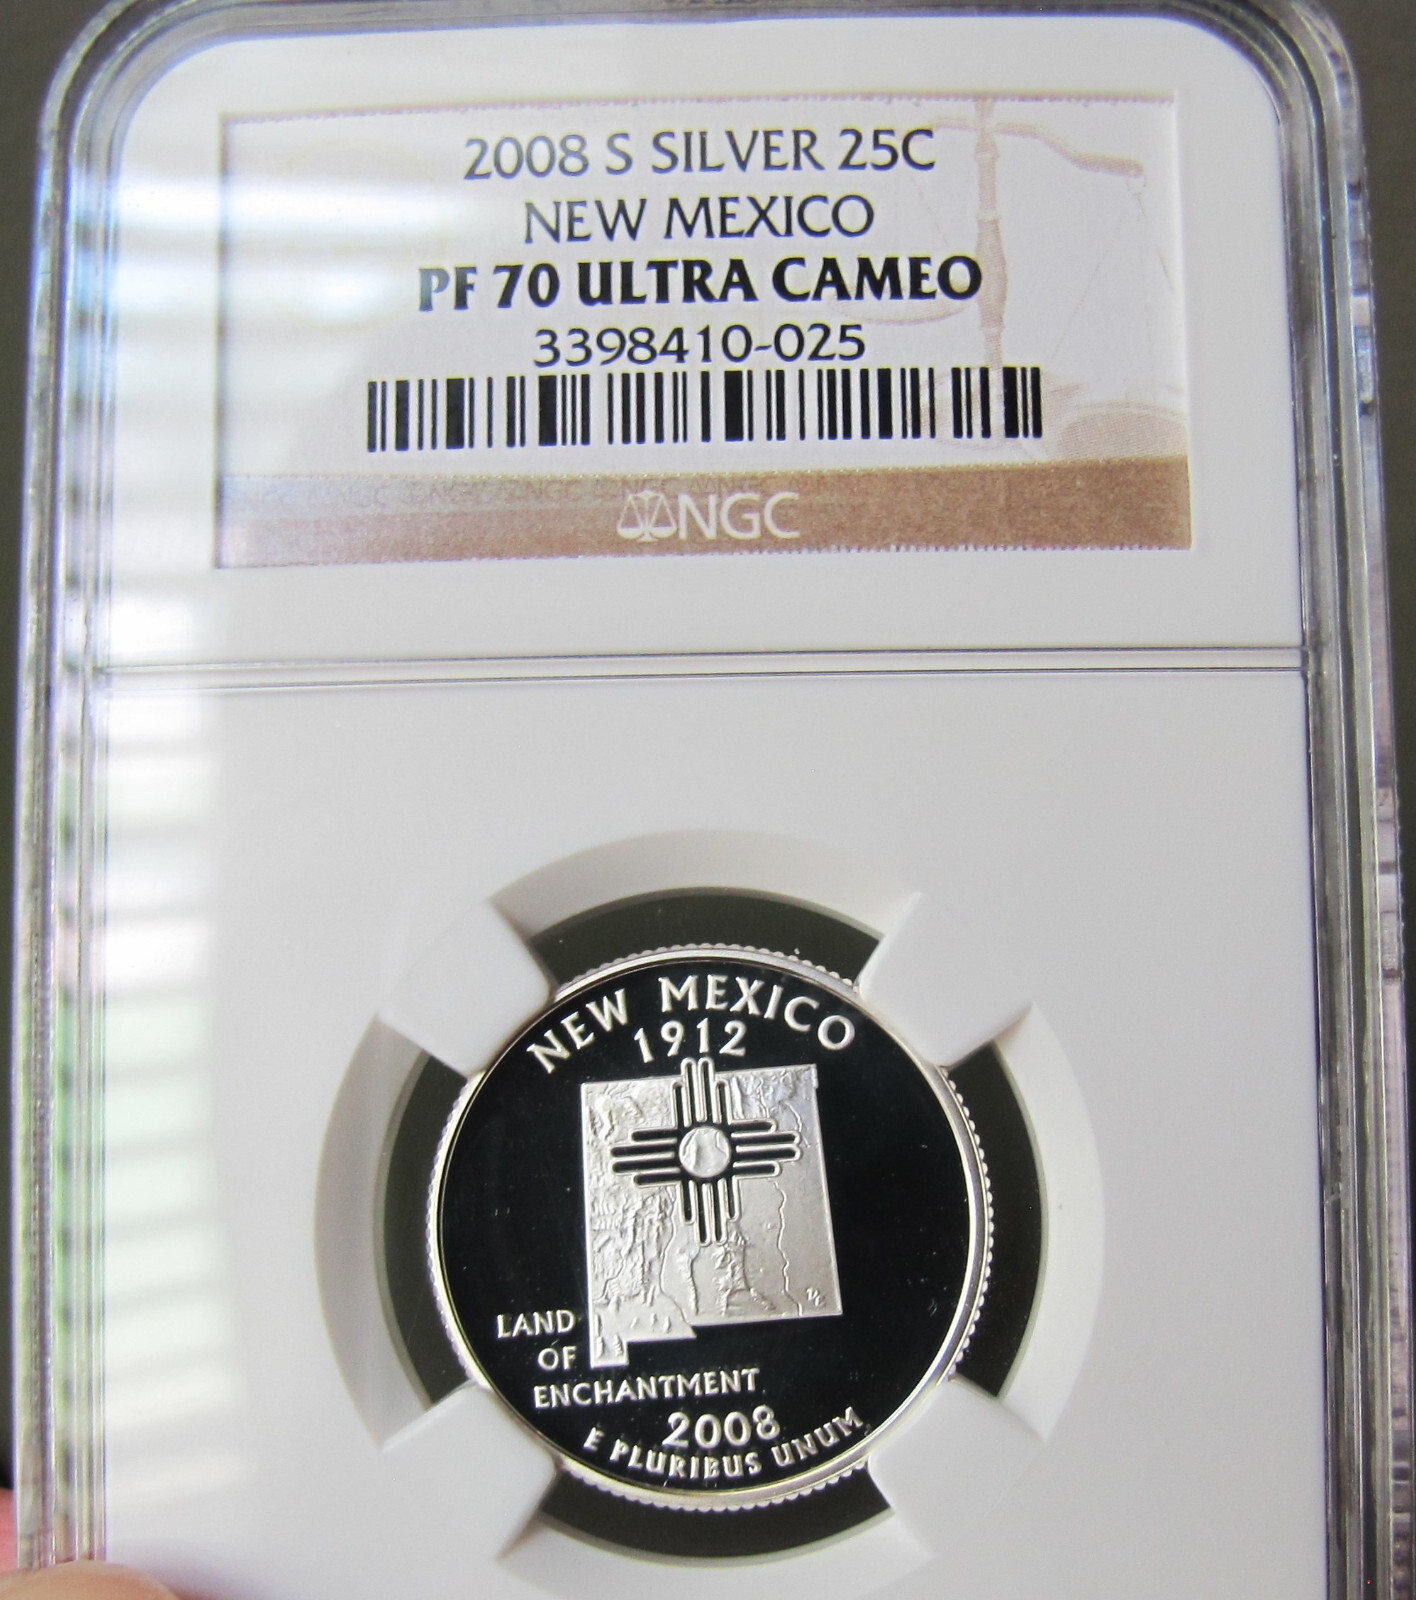 2008 S SILVER 25C
NEW MEXICO
PF 70 ULTRA CAMEO
3398410-025
NGC
NEW MEXICO
1912
LAND
OF
ENCHANTMENT
2008
E PLURIBUS UNUM